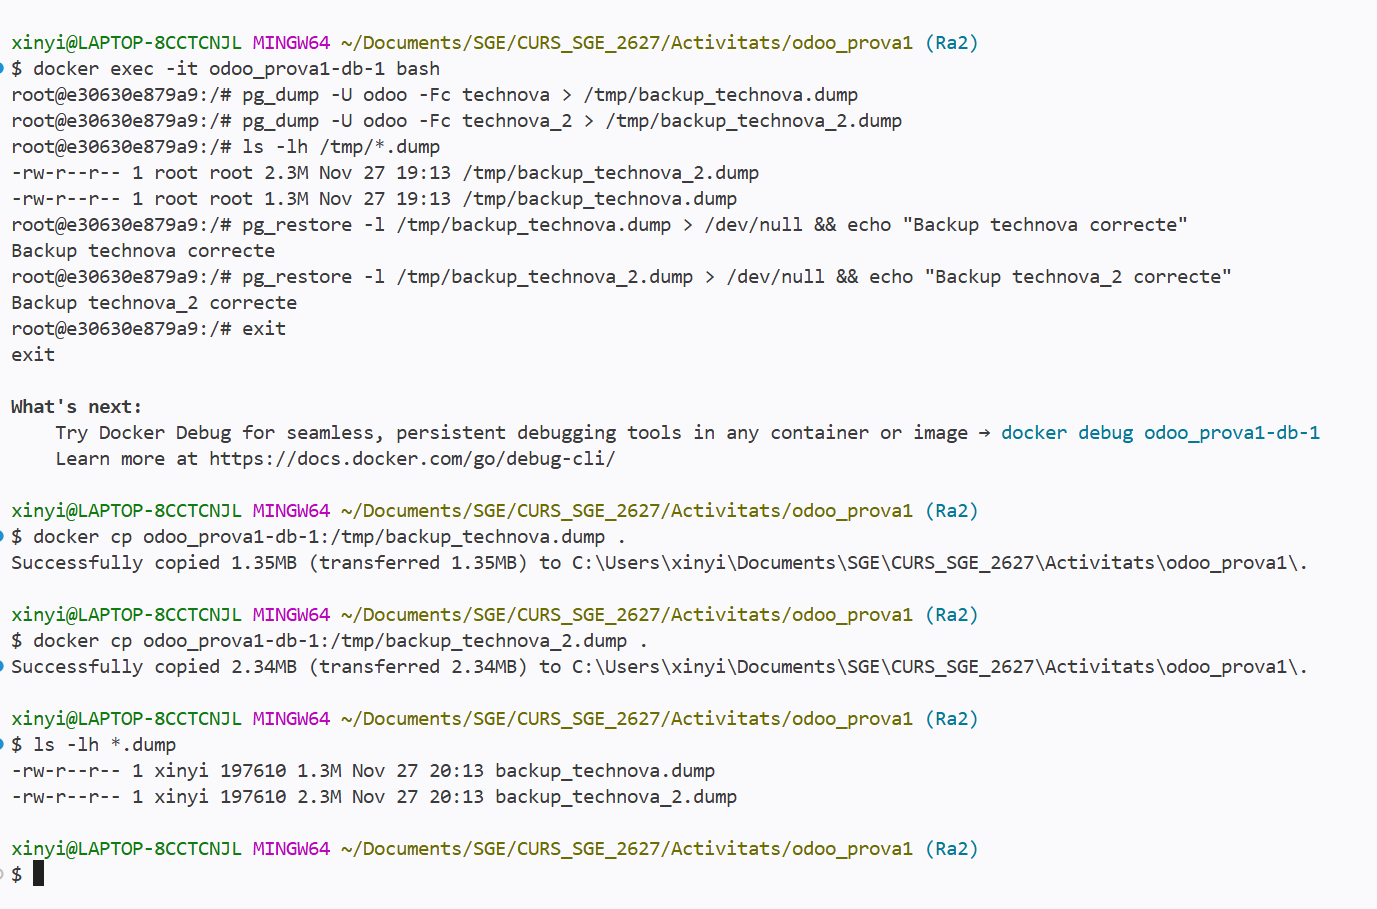 xinyi@LAPTOP-8CCTCNJL MINGW64 ~/Documents/SGE/CURS_SGE_2627/Activitats/odoo_prova1 (Ra2)
$ docker exec -it odoo_prova1-db-1 bash
root@e30630e879a9:/# pg_dump -U odoo -Fc technova > /tmp/backup_technova.dump
root@e30630e879a9:/# pg_dump -U odoo -Fc technova_2 > /tmp/backup_technova_2.dump
root@e30630e879a9:/# ls -lh /tmp/*.dump
-rw-r--r-- 1 root root 2.3M Nov 27 19:13 /tmp/backup_technova_2.dump
-rw-r--r-- 1 root root 1.3M Nov 27 19:13 /tmp/backup_technova.dump
root@e30630e879a9:/# pg_restore -l /tmp/backup_technova.dump > /dev/null && echo "Backup technova correcte"
Backup technova correcte
root@e30630e879a9:/# pg_restore -l /tmp/backup_technova_2.dump > /dev/null && echo "Backup technova_2 correcte"
Backup technova_2 correcte
root@e30630e879a9:/# exit
exit
What's next:
Try Docker Debug for seamless, persistent debugging tools in any container or image → docker debug odoo_prova1-db-1
Learn more at https://docs.docker.com/go/debug-cli/
xinyi@LAPTOP-8CCTCNJL MINGW64 ~/Documents/SGE/CURS_SGE_2627/Activitats/odoo_prova1 (Ra2)
$ docker cp odoo_prova1-db-1:/tmp/backup_technova.dump .
Successfully copied 1.35MB (transferred 1.35MB) to C:\Users\xinyi\Documents\SGE\CURS_SGE_2627\Activitats\odoo_prova1\.
xinyi@LAPTOP-8CCTCNJL MINGW64 ~/Documents/SGE/CURS_SGE_2627/Activitats/odoo_prova1 (Ra2)
$ docker cp odoo_prova1-db-1:/tmp/backup_technova_2.dump .
Successfully copied 2.34MB (transferred 2.34MB) to C:\Users\xinyi\Documents\SGE\CURS_SGE_2627\Activitats\odoo_prova1\.
xinyi@LAPTOP-8CCTCNJL MINGW64 ~/Documents/SGE/CURS_SGE_2627/Activitats/odoo_prova1 (Ra2)
$ ls -lh *.dump
-rw-r--r-- 1 xinyi 197610 1.3M Nov 27 20:13 backup_technova.dump
-rw-r--r-- 1 xinyi 197610 2.3M Nov 27 20:13 backup_technova_2.dump
xinyi@LAPTOP-8CCTCNJL MINGW64 ~/Documents/SGE/CURS_SGE_2627/Activitats/odoo_prova1 (Ra2)
$